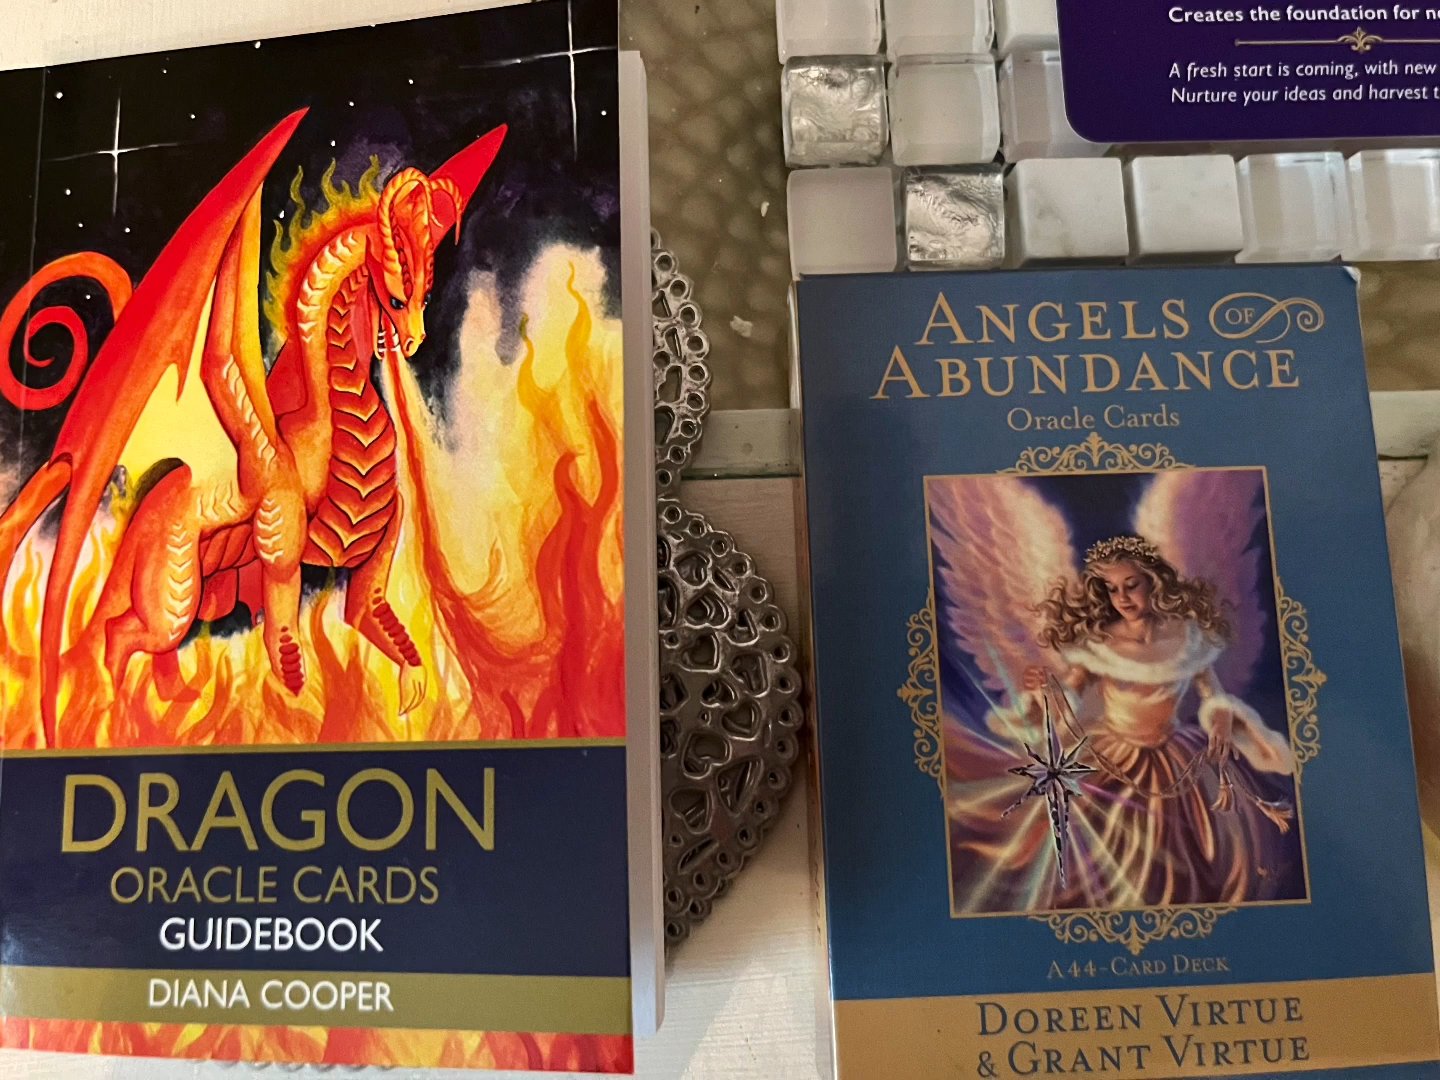 DRAGON
ORACLE CARDS
GUIDEBOOK
DIANA COOPER
Creates the foundation for
A fresh start is coming, with new
Nurture your ideas and harvest
ANGELS OF
ABUNDANCE
Oracle Cards
A 44-CARD DECK
DOREEN VIRTUE
& GRANT VIRTUE